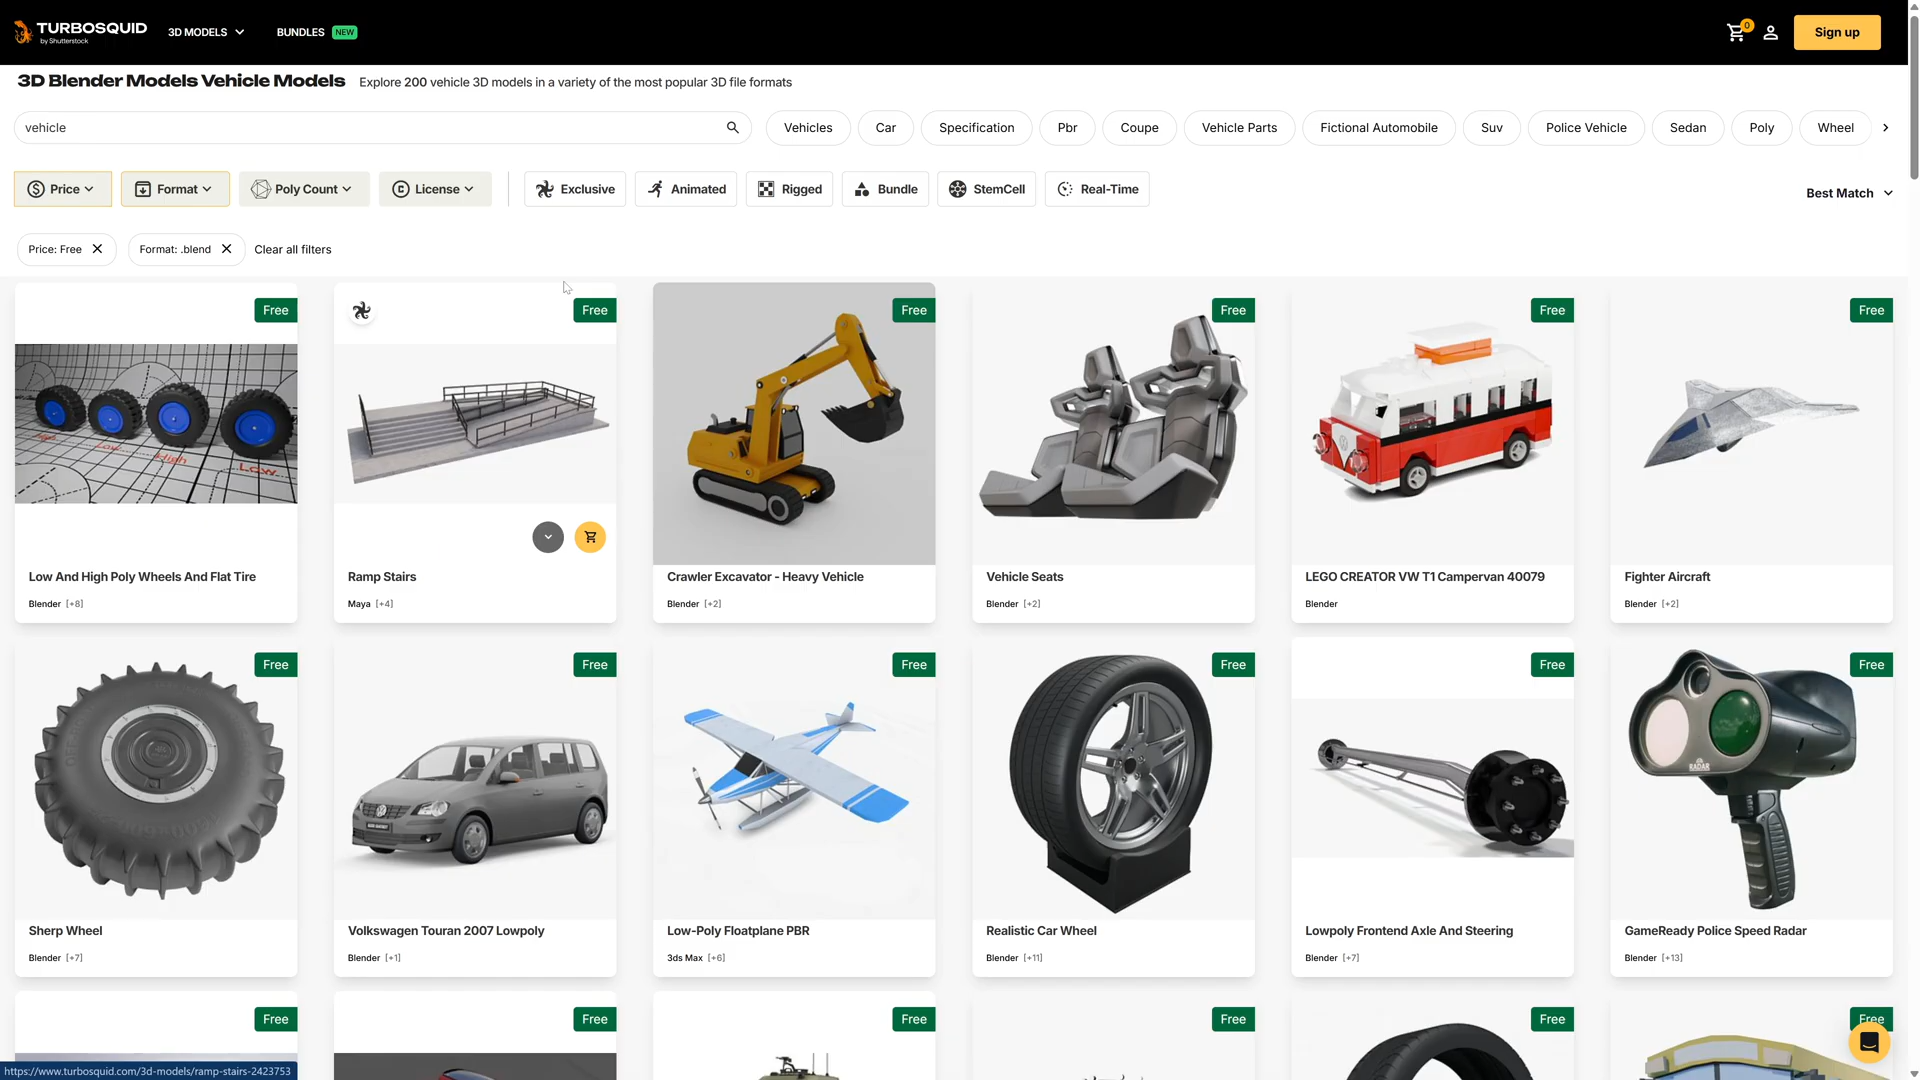 TURBOSQUID
by Shutterstock
3D MODELS
BUNDLES NEW
0
Sign up
3D Blender Models Vehicle Models
Explore 200 vehicle 3D models in a variety of the most popular 3D file formats
vehicle
Vehicles
Car
Specification
Pbr
Coupe
Vehicle Parts
Fictional Automobile
Suv
Police Vehicle
Sedan
Poly
Wheel
Price
Format
Poly Count
License
Exclusive
Animated
Rigged
Bundle
StemCell
Real-Time
Best Match
Price: Free
Format: .blend
Clear all filters
Free
Free
Free
Free
Free
Free
Low
High
Low
Low And High Poly Wheels And Flat Tire
Blender [+8]
Ramp Stairs
Maya [+4]
Crawler Excavator - Heavy Vehicle
Blender [+2]
Vehicle Seats
Blender [+2]
LEGO CREATOR VW T1 Campervan 40079
Blender
Fighter Aircraft
Blender [+2]
Free
Free
Free
Free
Free
Free
RADAR
Sherp Wheel
Blender [+7]
Volkswagen Touran 2007 Lowpoly
Blender [+1]
Low-Poly Floatplane PBR
3ds Max [+6]
Realistic Car Wheel
Blender [+11]
Lowpoly Frontend Axle And Steering
Blender [+7]
GameReady Police Speed Radar
Blender [+13]
Free
Free
Free
Free
Free
Free
https://www.turbosquid.com/3d-models/ramp-stairs-2423753